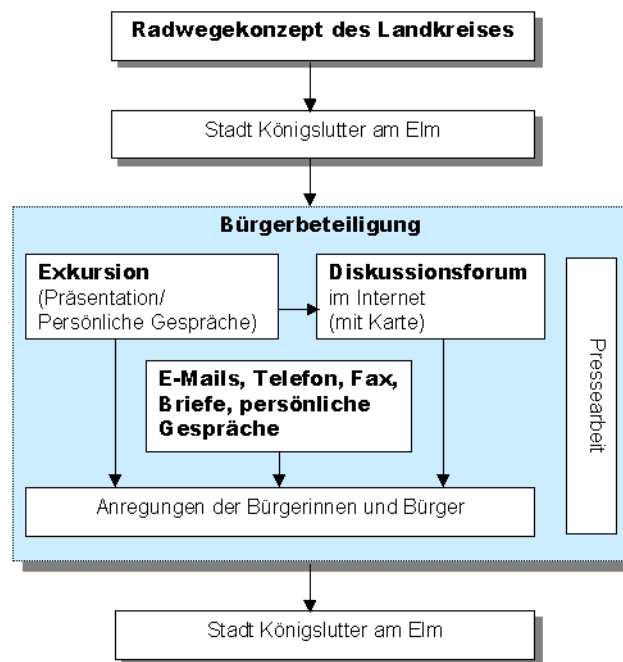 Radwegekonzept des Landkreises
Stadt Königslutter am Elm
Bürgerbeteiligung
Exkursion
(Präsentation/
Persönliche Gespräche)
Diskussionsforum
im Internet
(mit Karte)
E-Mails, Telefon, Fax,
Briefe, persönliche
Gespräche
Pressearbeit
Anregungen der Bürgerinnen und Bürger
Stadt Königslutter am Elm